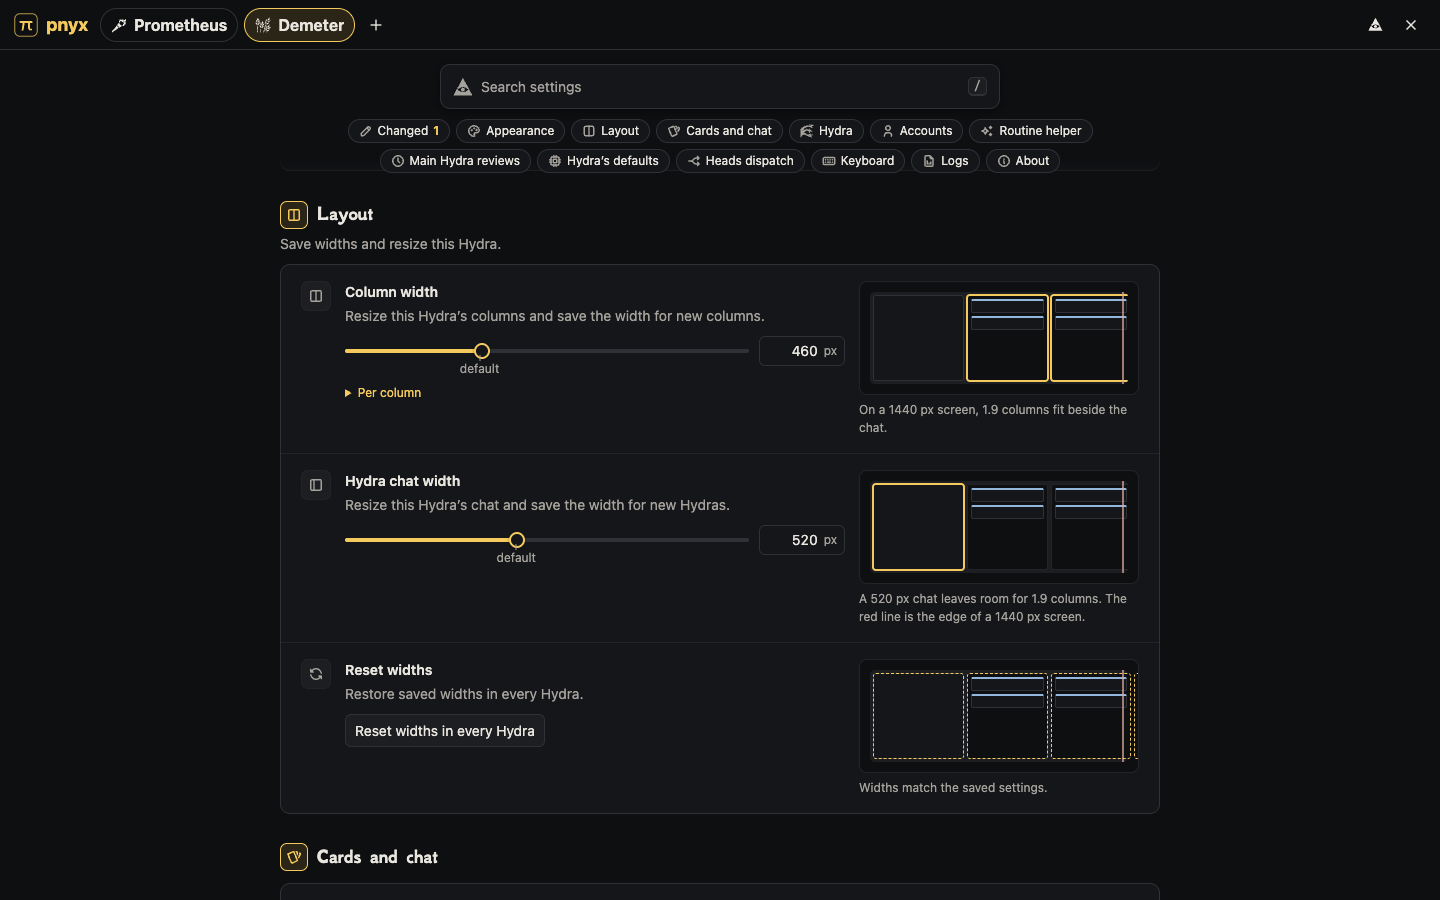 π pnyx Prometheus Demeter +
Search settings /
Changed 1 Appearance Layout Cards and chat Hydra Accounts Routine helper
Main Hydra reviews Hydra’s defaults Heads dispatch Keyboard Logs About
Layout
Save widths and resize this Hydra.
Column width
Resize this Hydra’s columns and save the width for new columns.
460 px
default
Per column
On a 1440 px screen, 1.9 columns fit beside the
chat.
Hydra chat width
Resize this Hydra’s chat and save the width for new Hydras.
520 px
default
A 520 px chat leaves room for 1.9 columns. The
red line is the edge of a 1440 px screen.
Reset widths
Restore saved widths in every Hydra.
Reset widths in every Hydra
Widths match the saved settings.
Cards and chat